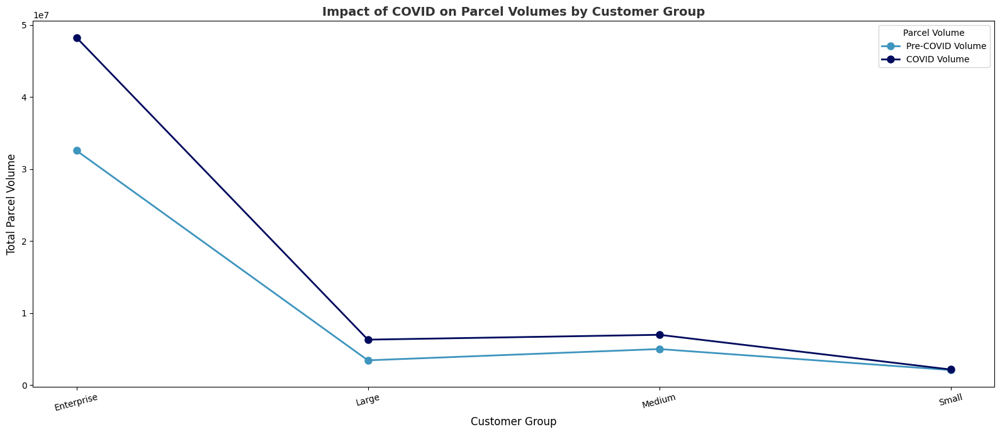 Impact of COVID on Parcel Volumes by Customer Group
1e7
5
4
3
2
1
0
Total Parcel Volume
Parcel Volume
Pre-COVID Volume
COVID Volume
Enterprise
Large
Medium
Small
Customer Group